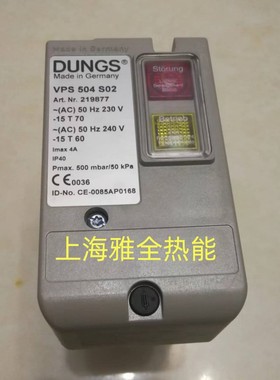 Made in Germany
DUNGS®
Made in Germany
VPS 504 S02
Art. Nr. 219877
~(AC) 50 Hz 230 V
-15 T 70
~(AC) 50 Hz 240 V
-15 T 60
Imax 4A
IP40
Pmax. 500 mbar/50 kPa
CE0036
ID-No. CE-0085AP0168
Störung
Betrieb
上海雅全热能